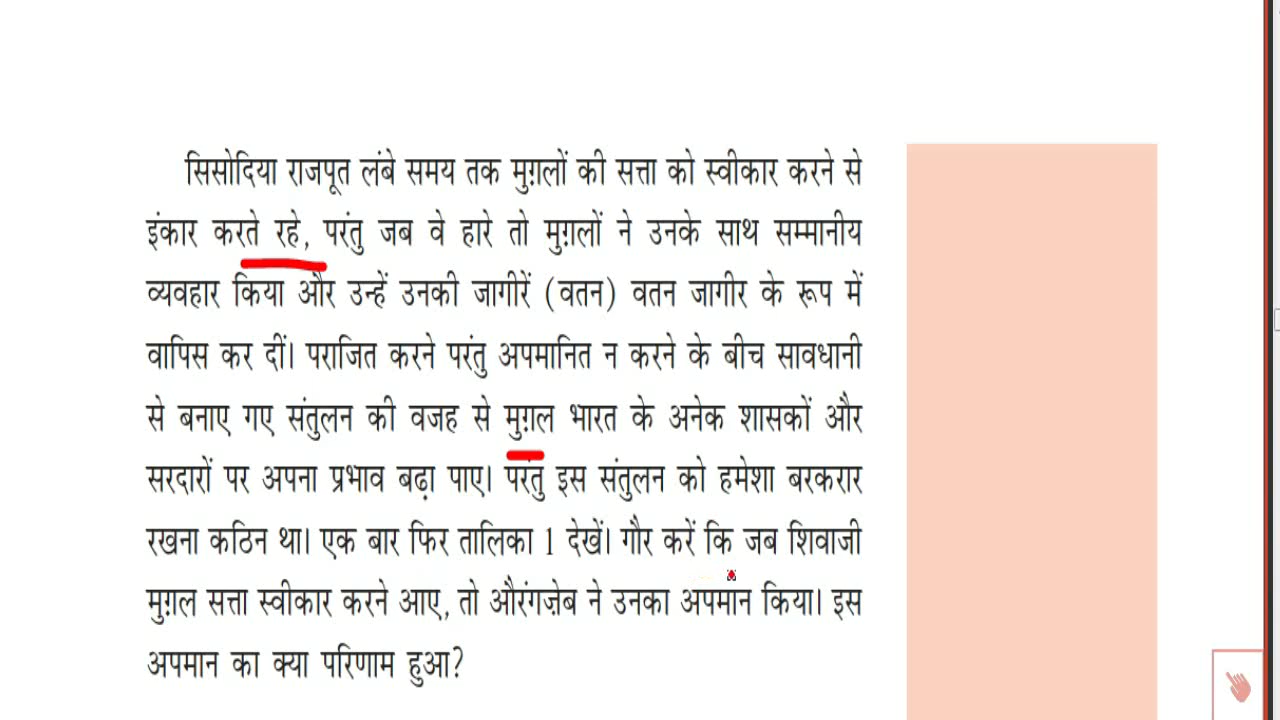 सिसोदिया राजपूत लंबे समय तक मुग़लों की सत्ता को स्वीकार करने से
इंकार करते रहे, परंतु जब वे हारे तो मुग़लों ने उनके साथ सम्मानीय
व्यवहार किया और उन्हें उनकी जागीरें (वतन) वतन जागीर के रूप में
वापिस कर दीं। पराजित करने परंतु अपमानित न करने के बीच सावधानी
से बनाए गए संतुलन की वजह से मुग़ल भारत के अनेक शासकों और
सरदारों पर अपना प्रभाव बढ़ा पाए। परंतु इस संतुलन को हमेशा बरकरार
रखना कठिन था। एक बार फिर तालिका 1 देखें। गौर करें कि जब शिवाजी
मुग़ल सत्ता स्वीकार करने आए, तो औरंगज़ेब ने उनका अपमान किया। इस
अपमान का क्या परिणाम हुआ?